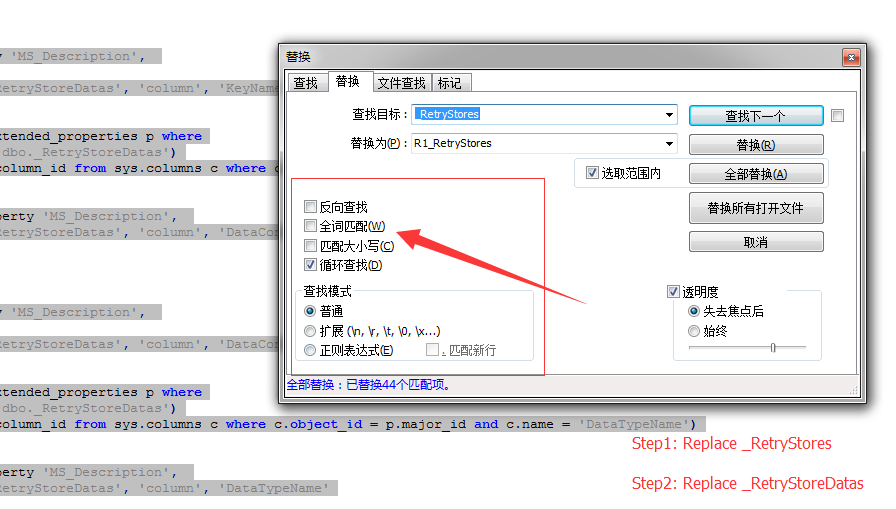 y 'MS_Description',
RetryStoreDatas', 'column', 'KeyName
xtended_properties p where
dbo._RetryStoreDatas')
column_id from sys.columns c where c
perty 'MS_Description',
RetryStoreDatas', 'column', 'DataCon
y 'MS_Description',
RetryStoreDatas', 'column', 'DataCon
xtended_properties p where
dbo._RetryStoreDatas')
column_id from sys.columns c where c.object_id = p.major_id and c.name = 'DataTypeName')
perty 'MS_Description',
RetryStoreDatas', 'column', 'DataTypeName'
替换
查找 替换 文件查找 标记
查找目标： _RetryStores 查找下一个
替换为(P)： R1_RetryStores 替换(R)
选取范围内 全部替换(A)
替换所有打开文件
取消
反向查找
全词匹配(W)
匹配大小写(C)
循环查找(D)
查找模式
普通
扩展 (\n, \r, \t, \0, \x...)
正则表达式(E) . 匹配新行
透明度
失去焦点后
始终
全部替换：已替换44个匹配项。
Step1: Replace _RetryStores
Step2: Replace _RetryStoreDatas